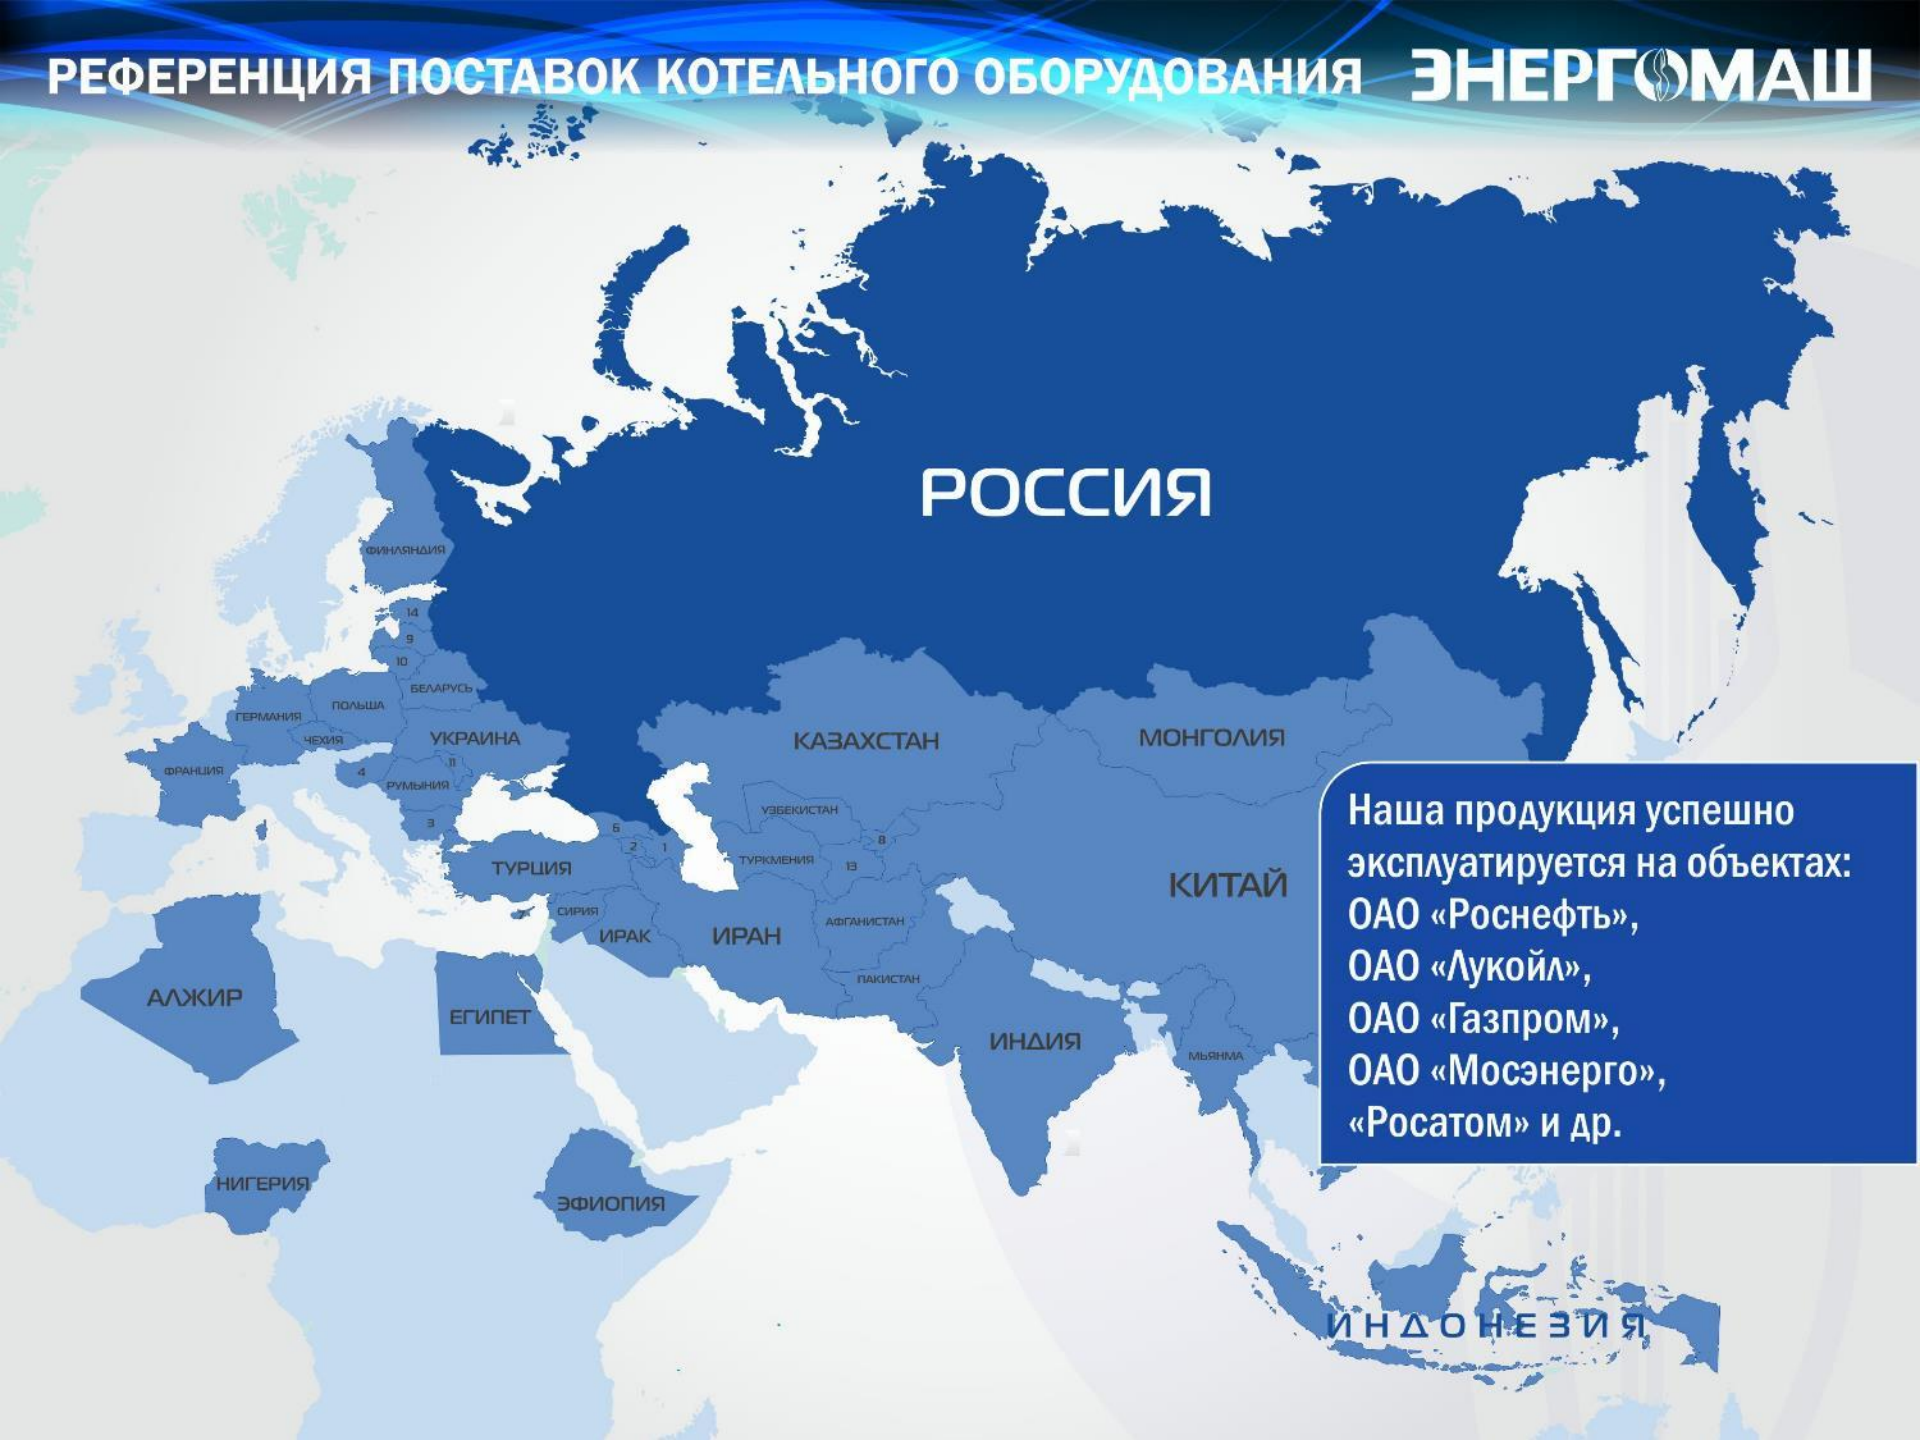 РЕФЕРЕНЦИЯ ПОСТАВОК КОТЕЛЬНОГО ОБОРУДОВАНИЯ ЭНЕРГОМАШ
РОССИЯ
ФИНЛЯНДИЯ
14
9
10
БЕЛАРУСЬ
ПОЛЬША
ГЕРМАНИЯ
ЧЕХИЯ
УКРАИНА
КАЗАХСТАН
МОНГОЛИЯ
ФРАНЦИЯ
4
11
РУМЫНИЯ
3
УЗБЕКИСТАН
6
2
1
8
ТУРКМЕНИЯ
13
ТУРЦИЯ
КИТАЙ
7
СИРИЯ
ИРАК
ИРАН
АФГАНИСТАН
ПАКИСТАН
АЛЖИР
ЕГИПЕТ
ИНДИЯ
МЬЯНМА
НИГЕРИЯ
ЭФИОПИЯ
ИНДОНЕЗИЯ
Наша продукция успешно
эксплуатируется на объектах:
ОАО «Роснефть»,
ОАО «Лукойл»,
ОАО «Газпром»,
ОАО «Мосэнерго»,
«Росатом» и др.